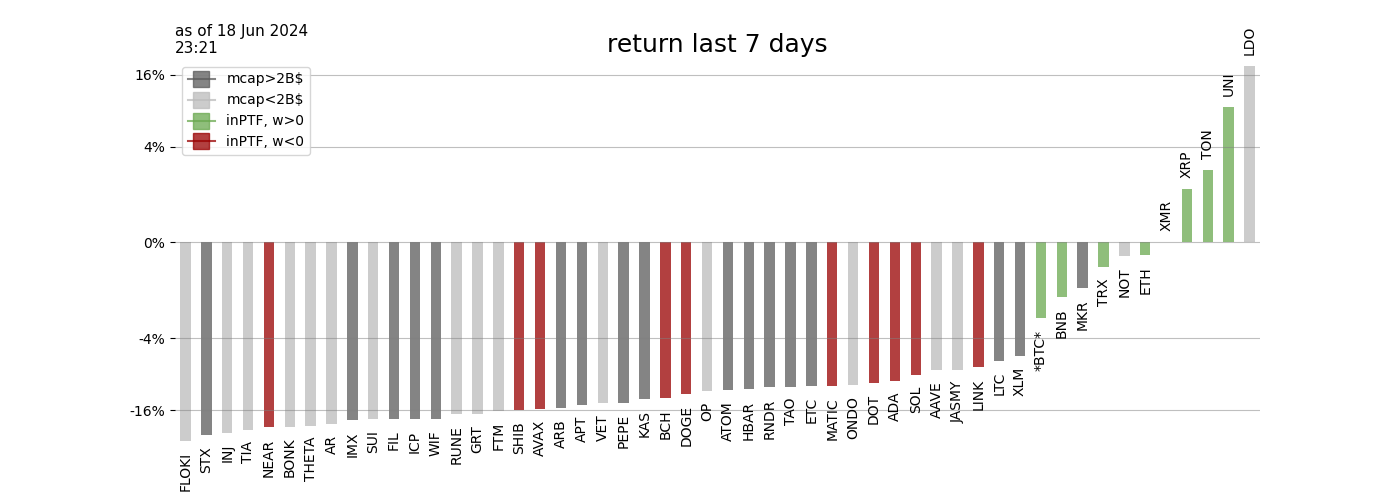 as of 18 Jun 2024
23:21
return last 7 days
mcap>2B$
mcap<2B$
inPTF, w>0
inPTF, w<0
16%
4%
0%
-4%
-16%
FLOKI
STX
INJ
TIA
NEAR
BONK
THETA
AR
IMX
SUI
FIL
ICP
WIF
RUNE
GRT
FTM
SHIB
AVAX
ARB
APT
VET
PEPE
KAS
BCH
DOGE
OP
ATOM
HBAR
RNDR
TAO
ETC
MATIC
ONDO
DOT
ADA
SOL
AAVE
JASMY
LINK
LTC
XLM
*BTC*
BNB
MKR
TRX
NOT
ETH
XMR
XRP
TON
UNI
LDO